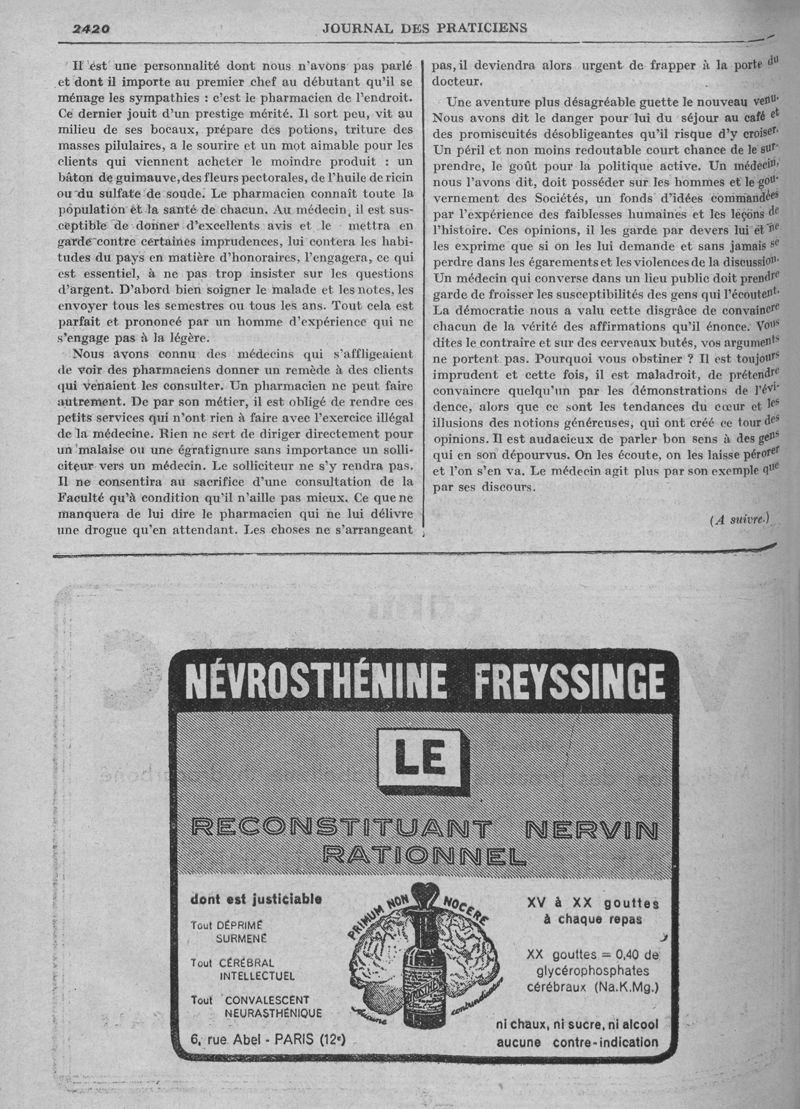 2420
JOURNAL DES PRATICIENS
Il est une personnalité dont nous n'avons pas parlé
et dont il importe au premier chef au débutant qu'il se
ménage les sympathies : c'est le pharmacien de l'endroit.
Ce dernier jouit d'un prestige mérité. Il sort peu, vit au
milieu de ses bocaux, prépare des potions, triture des
masses pilulaires, a le sourire et un mot aimable pour les
clients qui viennent acheter le moindre produit : un
bâton de guimauve, des fleurs pectorales, de l'huile de ricin
ou du sulfate de soude. Le pharmacien connaît toute la
population et la santé de chacun. Au médecin, il est sus-
ceptible de donner d'excellents avis et le mettra en
garde contre certaines imprudences, lui contera les habi-
tudes du pays en matière d'honoraires, l'engagera, ce qui
est essentiel, à ne pas trop insister sur les questions
d'argent. D'abord bien soigner le malade et les notes, les
envoyer tous les semestres ou tous les ans. Tout cela est
parfait et prononcé par un homme d'expérience qui ne
s'engage pas à la légère.
Nous avons connu des médecins qui s'affligeaient
de voir des pharmaciens donner un remède à des clients
qui venaient les consulter. Un pharmacien ne peut faire
autrement. De par son métier, il est obligé de rendre ces
petits services qui n'ont rien à faire avec l'exercice illégal
de la médecine. Rien ne sert de diriger directement pour
un malaise ou une égratignure sans importance un solli-
citeur vers un médecin. Le solliciteur ne s'y rendra pas.
Il ne consentira au sacrifice d'une consultation de la
Faculté qu'à condition qu'il n'aille pas mieux. Ce que ne
manquera de lui dire le pharmacien qui ne lui délivre
une drogue qu'en attendant. Les choses ne s'arrangeant
pas, il deviendra alors urgent de frapper à la porte du
docteur.
Une aventure plus désagréable guette le nouveau venu.
Nous avons dit le danger pour lui du séjour au café et
des promiscuités désobligeantes qu'il risque d'y croiser.
Un péril et non moins redoutable court chance de le sur-
prendre, le goût pour la politique active. Un médecin,
nous l'avons dit, doit posséder sur les hommes et le gou-
vernement des Sociétés, un fonds d'idées commandées
par l'expérience des faiblesses humaines et les leçons de
l'histoire. Ces opinions, il les garde par devers lui et ne
les exprime que si on les lui demande et sans jamais se
perdre dans les égarements et les violences de la discussion.
Un médecin qui converse dans un lieu public doit prendre
garde de froisser les susceptibilités des gens qui l'écoutent.
La démocratie nous a valu cette disgrâce de convaincre
chacun de la vérité des affirmations qu'il énonce. Vous
dites le contraire et sur des cerveaux butés, vos arguments
ne portent pas. Pourquoi vous obstiner ? Il est toujours
imprudent et cette fois, il est maladroit, de prétendre
convaincre quelqu'un par les démonstrations de l'évi-
dence, alors que ce sont les tendances du cœur et les
illusions des notions généreuses, qui ont créé ce tour des
opinions. Il est audacieux de parler bon sens à des gens
qui en son dépourvus. On les écoute, on les laisse pérorer
et l'on s'en va. Le médecin agit plus par son exemple que
par ses discours.
(A suivre.)
NÉVROSTHÉNINE FREYSSINGE
LE
RECONSTITUANT NERVIN
RATIONNEL
dont est justiciable
Tout DÉPRIMÉ
SURMENÉ
Tout CÉRÉBRAL
INTELLECTUEL
Tout CONVALESCENT
NEURASTHÉNIQUE
6, rue Abel - PARIS (12e)
PRIMUM NON NOCERE
Aucune contrindication
XV à XX gouttes
à chaque repas
XX gouttes = 0,40 de
glycérophosphates
cérébraux (Na.K.Mg.)
ni chaux, ni sucre, ni alcool
aucune contre-indication